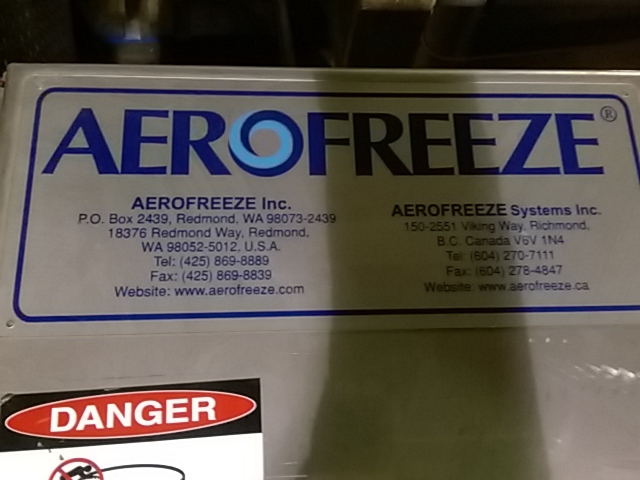 AEROFREEZE®
AEROFREEZE Inc.
P.O. Box 2439, Redmond, WA 98073-2439
18376 Redmond Way, Redmond,
WA 98052-5012, U.S.A.
Tel: (425) 869-8889
Fax: (425) 869-8839
Website: www.aerofreeze.com
AEROFREEZE Systems Inc.
150-2551 Viking Way, Richmond,
B.C. Canada V6V 1N4
Tel: (604) 270-7111
Fax: (604) 278-4847
Website: www.aerofreeze.ca
DANGER